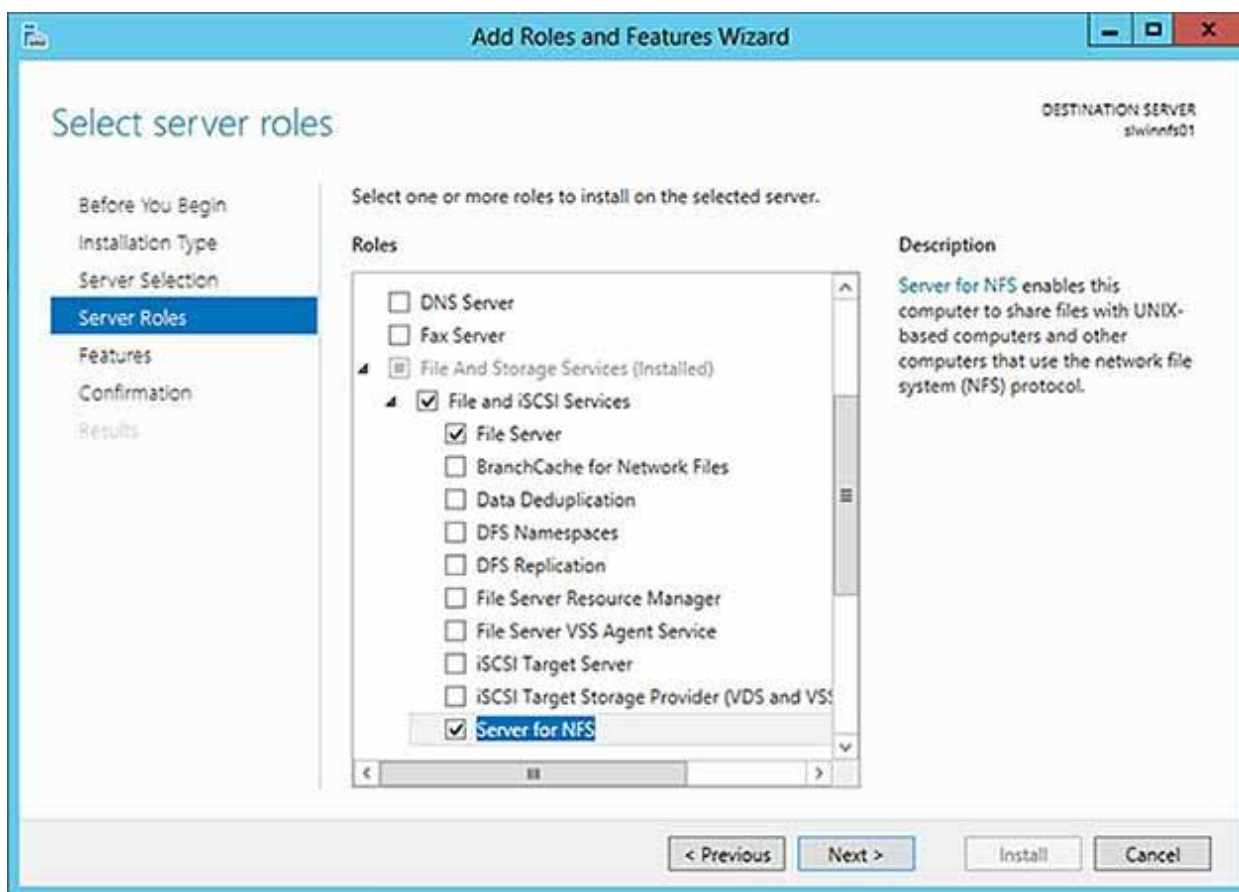 Add Roles and Features Wizard
Select server roles
DESTINATION SERVER
slwinnfs01
Before You Begin
Installation Type
Server Selection
Server Roles
Features
Confirmation
Results
Select one or more roles to install on the selected server.
Roles
DNS Server
Fax Server
File And Storage Services (Installed)
File and iSCSI Services
File Server
BranchCache for Network Files
Data Deduplication
DFS Namespaces
DFS Replication
File Server Resource Manager
File Server VSS Agent Service
iSCSI Target Server
iSCSI Target Storage Provider (VDS and VSS
Server for NFS
Description
Server for NFS enables this
computer to share files with UNIX-
based computers and other
computers that use the network file
system (NFS) protocol.
< Previous
Next >
Install
Cancel